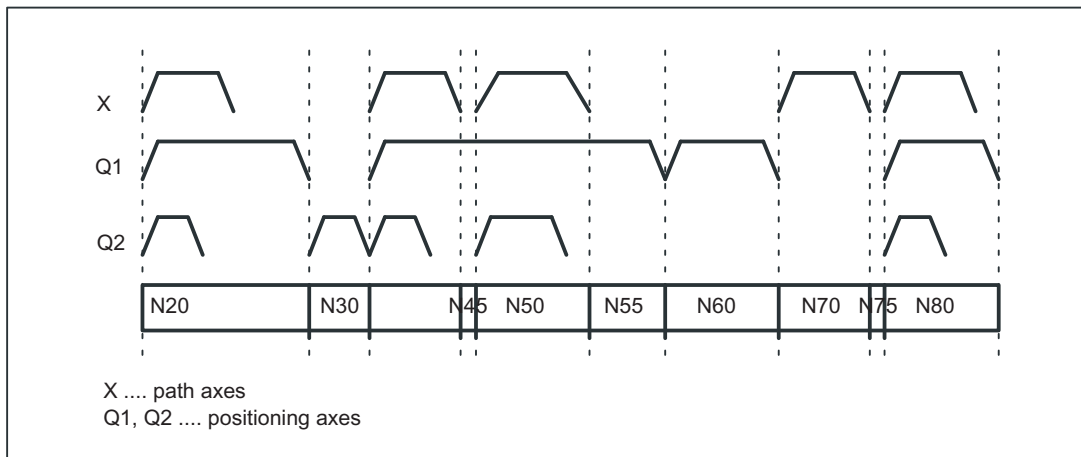 X
Q1
Q2
N20 N30 N45 N50 N55 N60 N70 N75 N80
X .... path axes
Q1, Q2 .... positioning axes